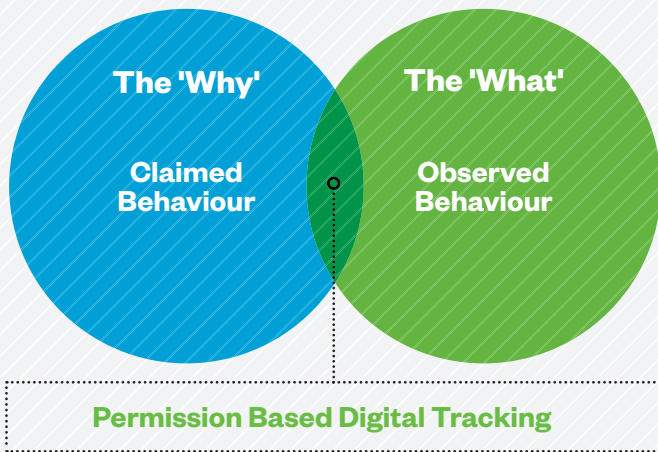 The 'Why'
Claimed
Behaviour
The 'What'
Observed
Behaviour
Permission Based Digital Tracking